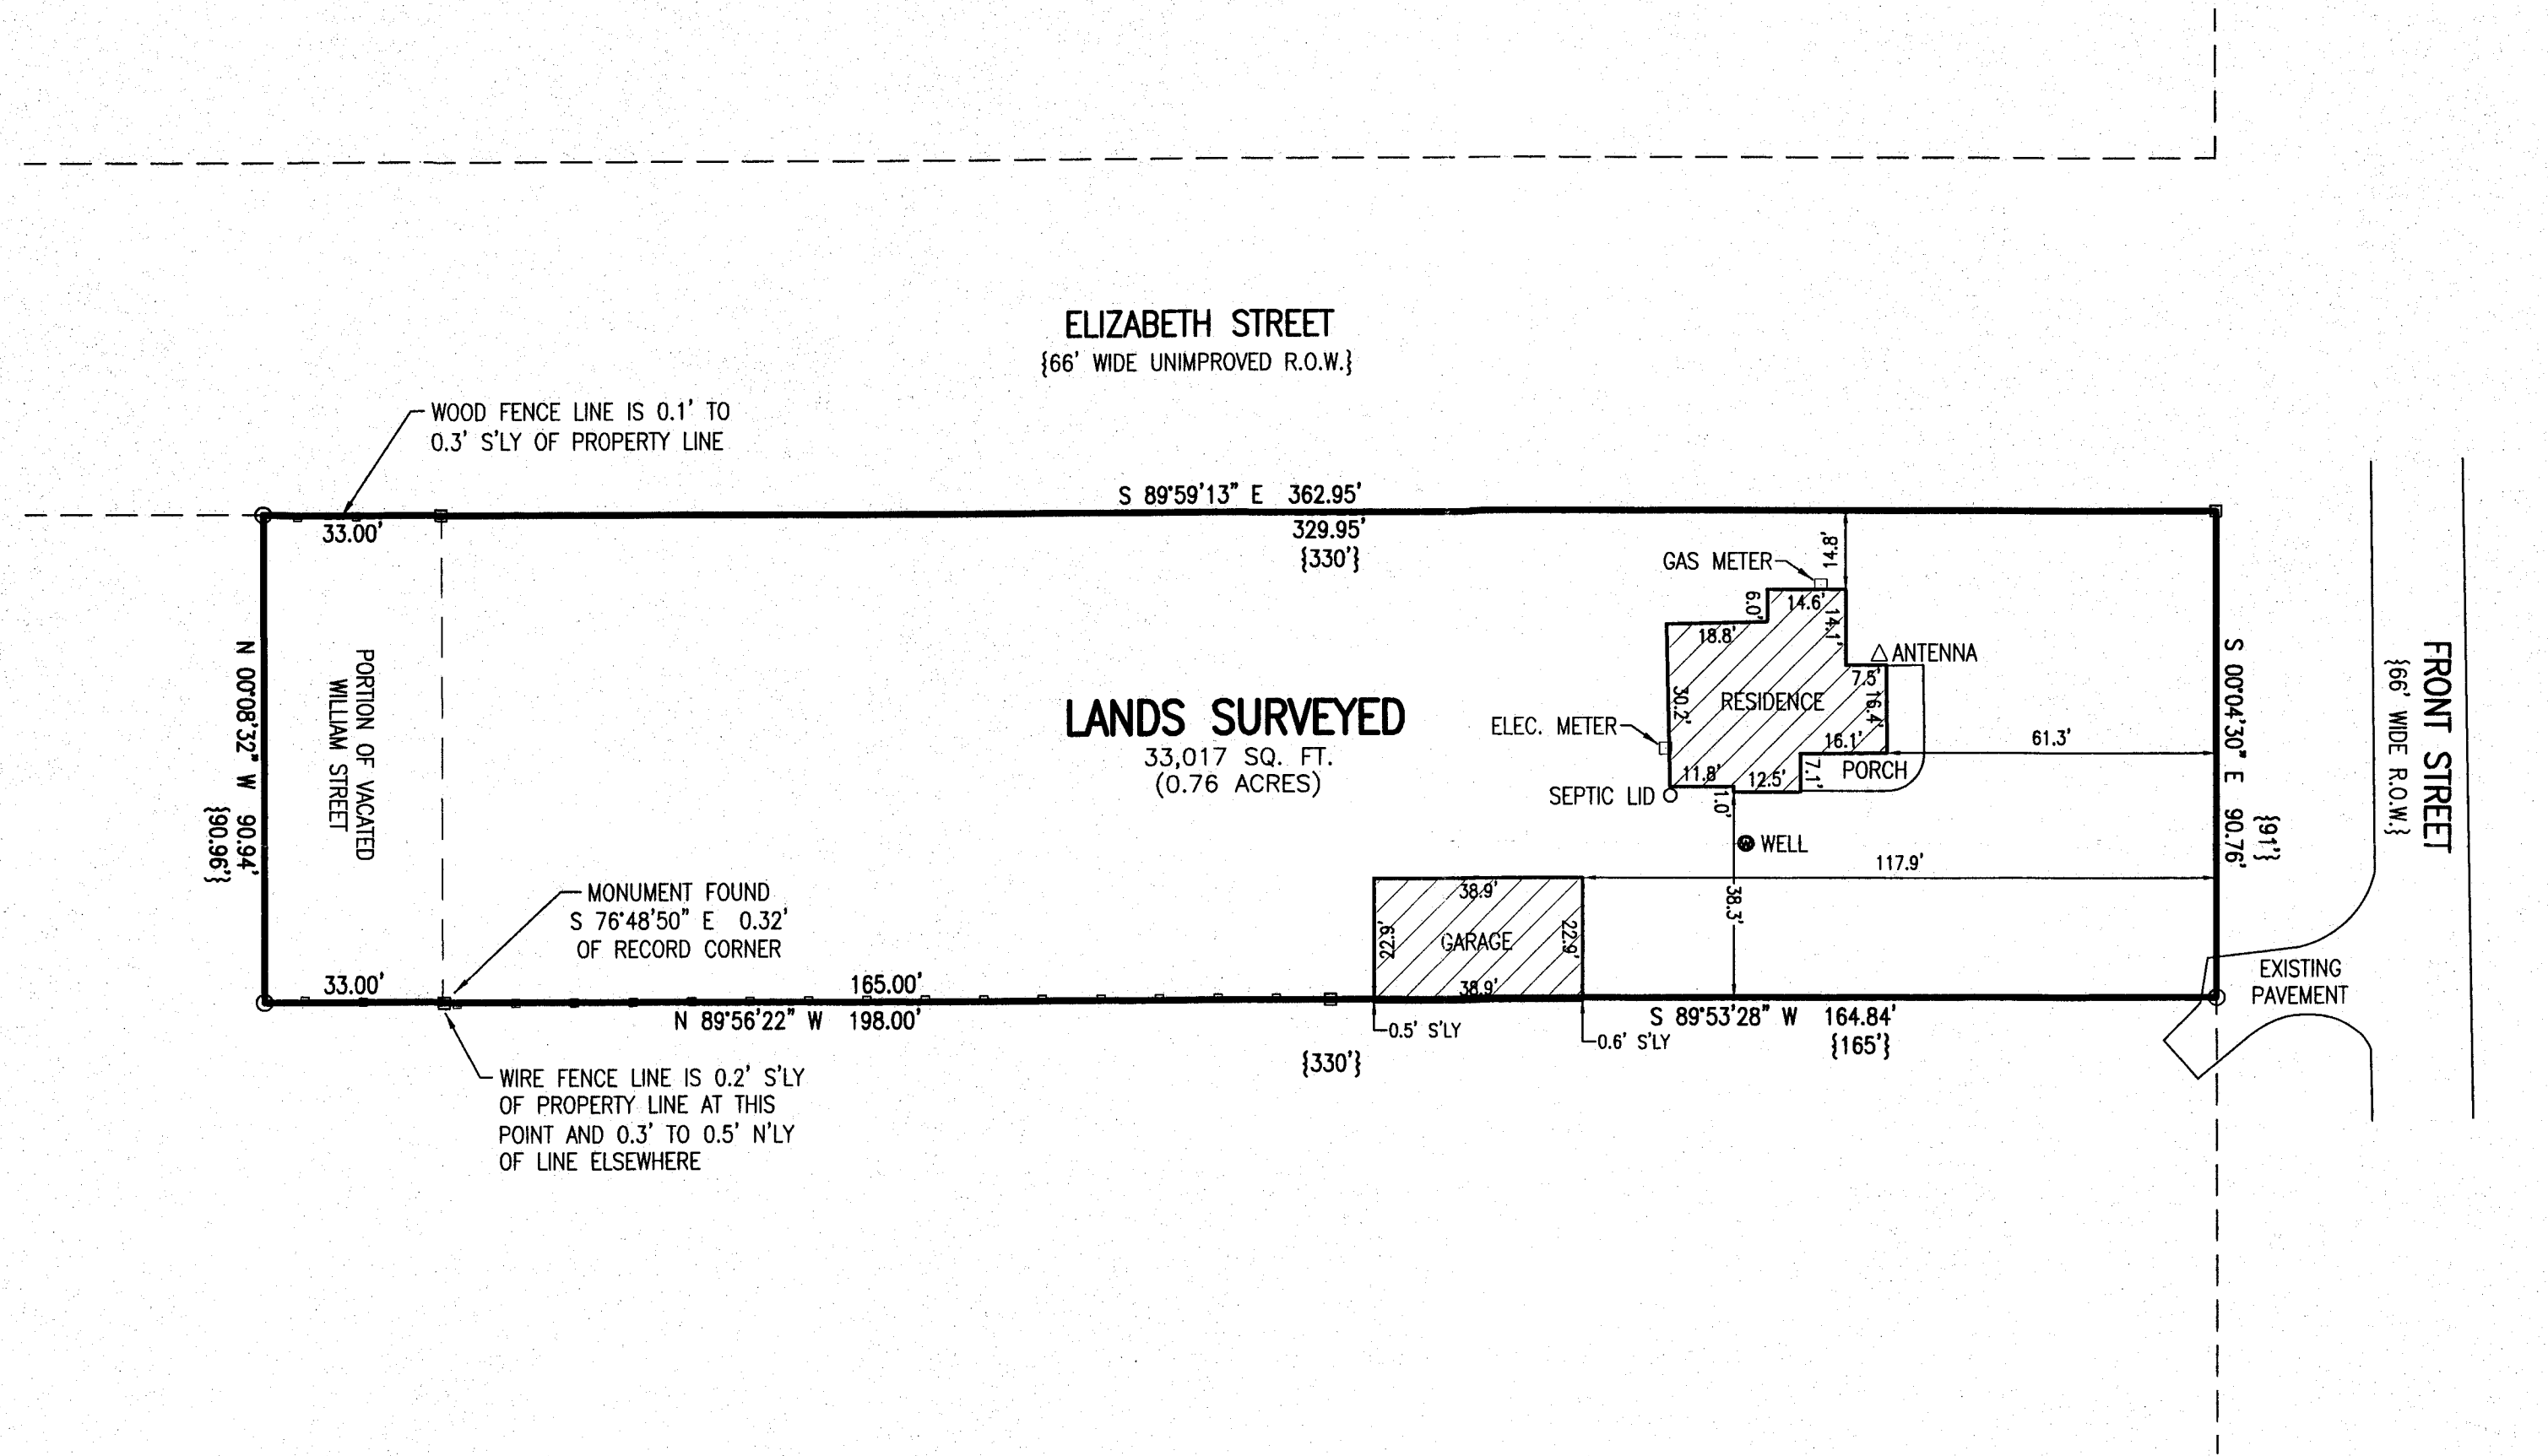 ELIZABETH STREET
{66' WIDE UNIMPROVED R.O.W.}
WOOD FENCE LINE IS 0.1' TO
0.3' S'LY OF PROPERTY LINE
S 89°59'13" E 362.95'
33.00'
329.95'
{330'}
14.8'
GAS METER
6.0'
14.6'
14.1'
18.8'
ANTENNA
7.5'
RESIDENCE
30.2'
16.4'
ELEC. METER
16.1'
61.3'
11.8'
12.5'
7.1'
PORCH
SEPTIC LID
1.0'
W
WELL
38.3'
117.9'
LANDS SURVEYED
33,017 SQ. FT.
(0.76 ACRES)
N 00°08'32" W 90.94'
{90.96'}
PORTION OF VACATED
WILLIAM STREET
S 00°04'30" E 90.76'
{91'}
FRONT STREET
{66' WIDE R.O.W.}
MONUMENT FOUND
S 76°48'50" E 0.32'
OF RECORD CORNER
38.9'
22.9'
GARAGE
22.9'
38.9'
EXISTING
PAVEMENT
33.00'
165.00'
N 89°56'22" W 198.00'
S 89°53'28" W 164.84'
{165'}
0.5' S'LY
0.6' S'LY
{330'}
WIRE FENCE LINE IS 0.2' S'LY
OF PROPERTY LINE AT THIS
POINT AND 0.3' TO 0.5' N'LY
OF LINE ELSEWHERE